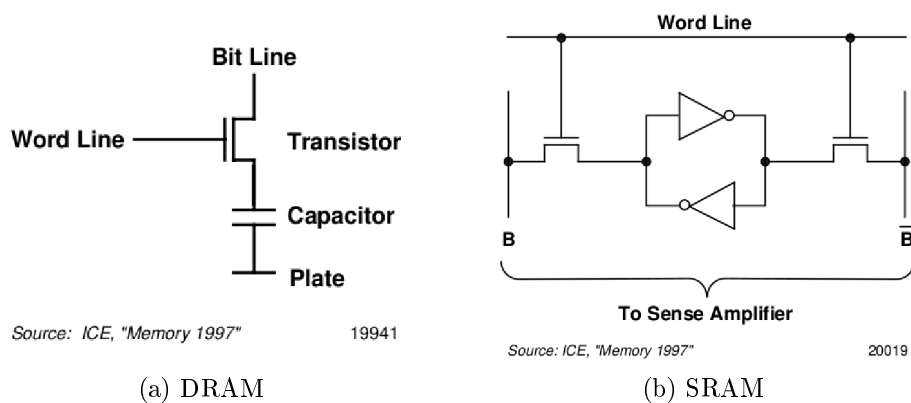 Bit Line
Word Line
Transistor
Capacitor
Plate
Source: ICE, "Memory 1997" 19941
(a) DRAM
Word Line
B
B̅
To Sense Amplifier
Source: ICE, "Memory 1997" 20019
(b) SRAM